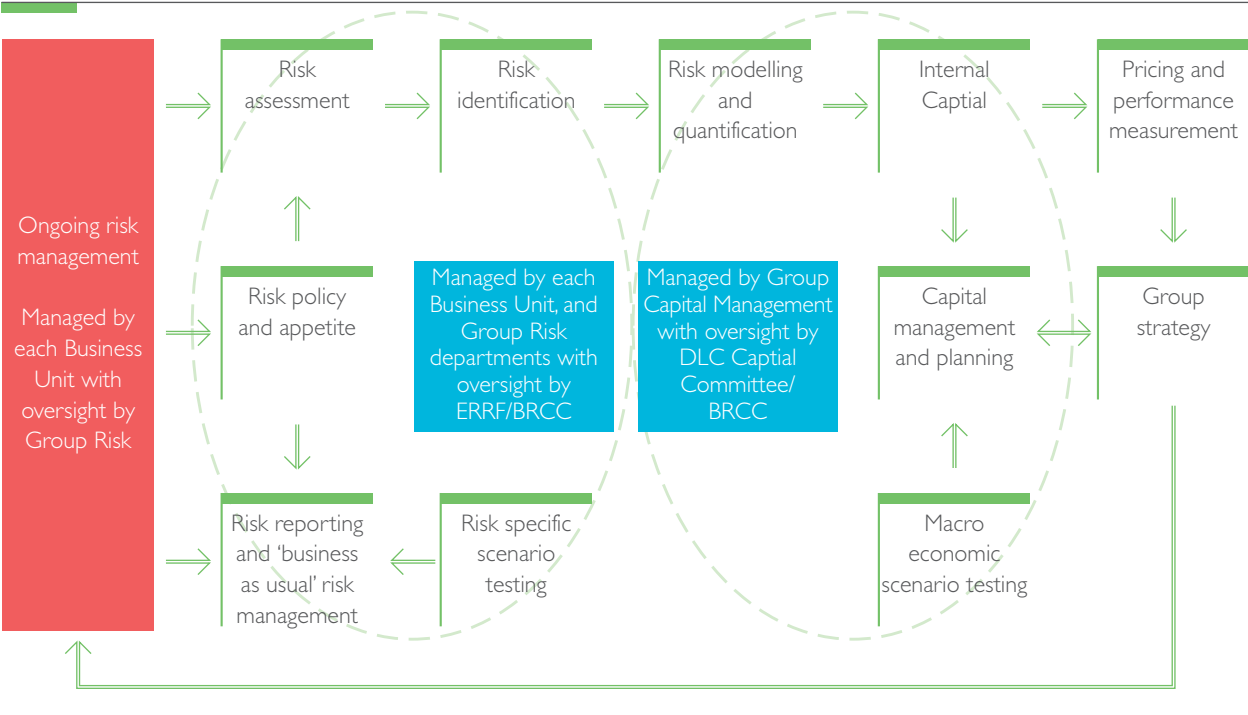 Ongoing risk
management
Managed by
each Business
Unit with
oversight by
Group Risk
Risk
assessment
Risk
identification
Risk modelling
and
quantification
Internal
Captial
Pricing and
performance
measurement
Risk policy
and appetite
Managed by each
Business Unit, and
Group Risk
departments with
oversight by
ERRF/BRCC
Managed by Group
Capital Management
with oversight by
DLC Captial
Committee/
BRCC
Capital
management
and planning
Group
strategy
Risk reporting
and ‘business
as usual’ risk
management
Risk specific
scenario
testing
Macro
economic
scenario testing